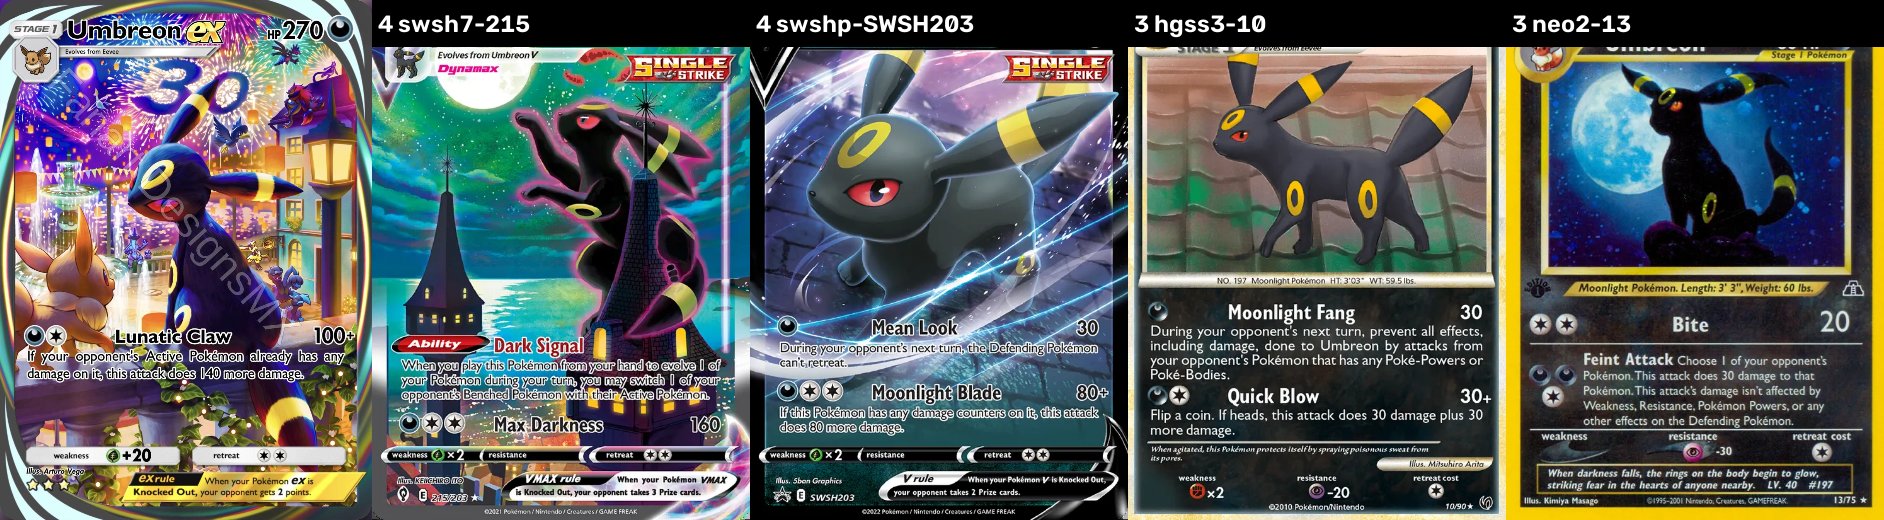 STAGE 1
Umbreon ex
HP 270
Evolves from Eevee
30
DesignsM
Lunatic Claw 100+
If your opponent's Active Pokémon already has any
damage on it, this attack does 140 more damage.
weakness +20
retreat
Illus. Arturo Vega
ex rule When your Pokémon ex is
Knocked Out, your opponent gets 2 points.
4 swsh7-215
Evolves from Umbreon V
Dynamax
SINGLE
STRIKE
Ability Dark Signal
When you play this Pokémon from your hand to evolve 1 of
your Pokémon during your turn, you may switch 1 of your
opponent's Benched Pokémon with their Active Pokémon.
Max Darkness 160
weakness ×2 resistance retreat
Illus. KEIICHIRO ITO
E 215/203 ★
VMAX rule When your Pokémon VMAX
is Knocked Out, your opponent takes 3 Prize cards.
©2021 Pokémon / Nintendo / Creatures / GAME FREAK
4 swshp-SWSH203
SINGLE
STRIKE
Mean Look 30
During your opponent's next turn, the Defending Pokémon
can't retreat.
Moonlight Blade 80+
If this Pokémon has any damage counters on it, this attack
does 80 more damage.
weakness ×2 resistance retreat
Illus. 5ban Graphics
E SWSH203
V rule When your Pokémon V is Knocked Out,
your opponent takes 2 Prize cards.
©2022 Pokémon / Nintendo / Creatures / GAME FREAK
3 hgss3-10
STAGE 1
Evolves from Eevee
NO. 197 Moonlight Pokémon HT: 3'03" WT: 59.5 lbs.
Moonlight Fang 30
During your opponent's next turn, prevent all effects,
including damage, done to Umbreon by attacks from
your opponent's Pokémon that has any Poké-Powers or
Poké-Bodies.
Quick Blow 30+
Flip a coin. If heads, this attack does 30 damage plus 30
more damage.
When agitated, this Pokémon protects itself by spraying poisonous sweat from
its pores.
Illus. Mitsuhiro Arita
weakness resistance retreat cost
×2 -20
©2010 Pokémon/Nintendo
10/90 ★
3 neo2-13
Umbreon
Stage 1 Pokémon
EDITION
1
Moonlight Pokémon. Length: 3' 3", Weight: 60 lbs.
Bite 20
Feint Attack Choose 1 of your opponent's
Pokémon. This attack does 30 damage to that
Pokémon. This attack's damage isn't affected by
Weakness, Resistance, Pokémon Powers, or any
other effects on the Defending Pokémon.
weakness resistance retreat cost
-30
When darkness falls, the rings on the body begin to glow,
striking fear in the hearts of anyone nearby. LV. 40 #197
Illus. Kimiya Masago
©1995–2001 Nintendo, Creatures, GAMEFREAK.
13/75 ★